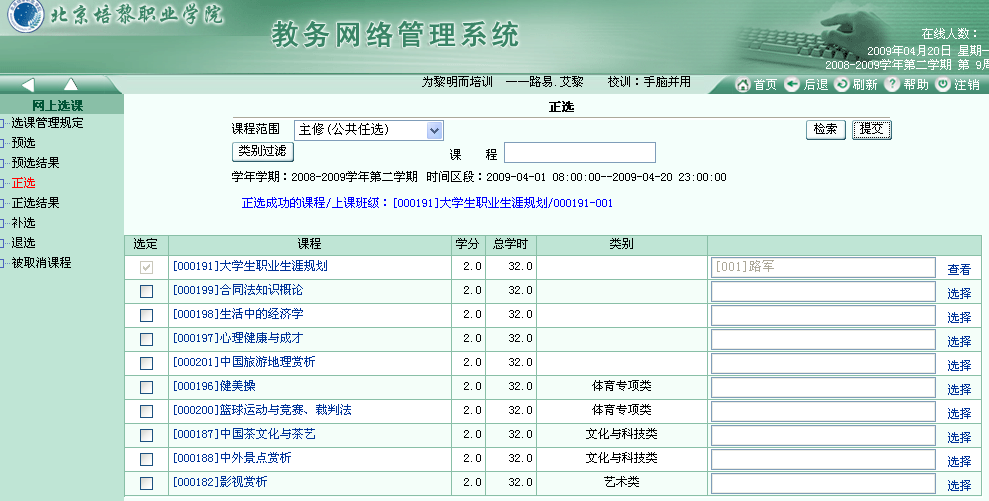 北京培黎职业学院
教务网络管理系统
在线人数：
2009年04月20日 星期一
2008-2009学年第二学期 第 9周
为黎明而培训 一一路易.艾黎 校训：手脑并用
首页 后退 刷新 帮助 注销
网上选课
选课管理规定
预选
预选结果
正选
正选结果
补选
退选
被取消课程
正选
课程范围 主修(公共任选) 检索 提交
类别过滤 课 程
学年学期：2008-2009学年第二学期 时间区段：2009-04-01 08:00:00--2009-04-20 23:00:00
正选成功的课程/上课班级：[000191]大学生职业生涯规划/000191-001
选定 课程 学分 总学时 类别
[000191]大学生职业生涯规划 2.0 32.0 [001]路军 查看
[000199]合同法知识概论 2.0 32.0 选择
[000198]生活中的经济学 2.0 32.0 选择
[000197]心理健康与成才 2.0 32.0 选择
[000201]中国旅游地理赏析 2.0 32.0 选择
[000196]健美操 2.0 32.0 体育专项类 选择
[000200]篮球运动与竞赛、裁判法 2.0 32.0 体育专项类 选择
[000187]中国茶文化与茶艺 2.0 32.0 文化与科技类 选择
[000188]中外景点赏析 2.0 32.0 文化与科技类 选择
[000182]影视赏析 2.0 32.0 艺术类 选择